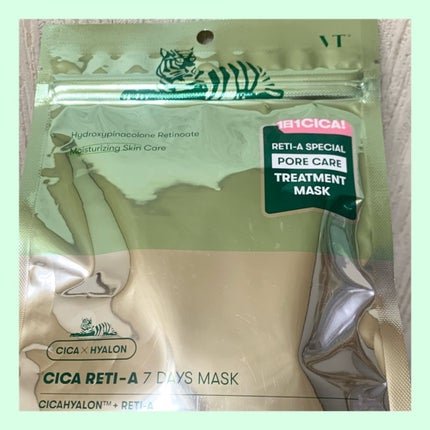 VT
Hydroxypinacolone Retinoate
Moisturizing Skin Care
1日1CICA!
RETI-A SPECIAL
PORE CARE
TREATMENT
MASK
CICA × HYALON
CICA RETI-A 7 DAYS MASK
CICAHYALON™ + RETI-A